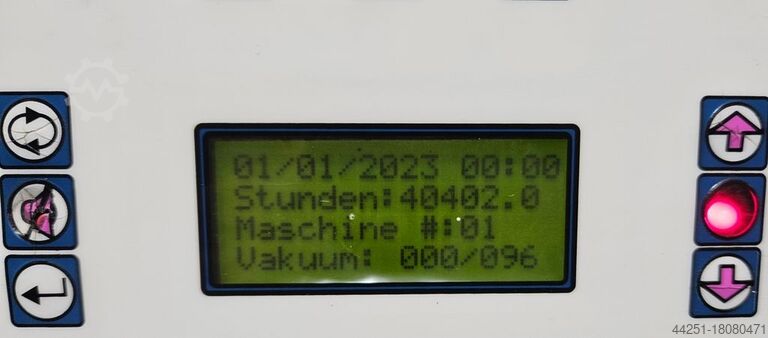 01/01/2023 00:00
Stunden:40402.0
Maschine #:01
Vakuum: 000/096
44251-18080471